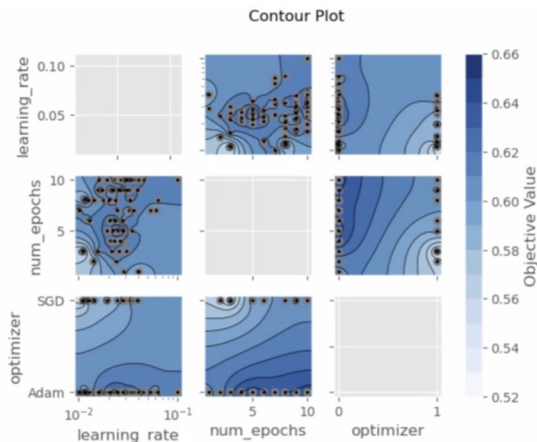 Contour Plot
learning_rate
0.10
0.05
num_epochs
10
5
optimizer
SGD
Adam
10⁻²
10⁻¹
learning_rate
5
10
num_epochs
0
1
optimizer
0.66
0.64
0.62
0.60
0.58
0.56
0.54
0.52
Objective Value